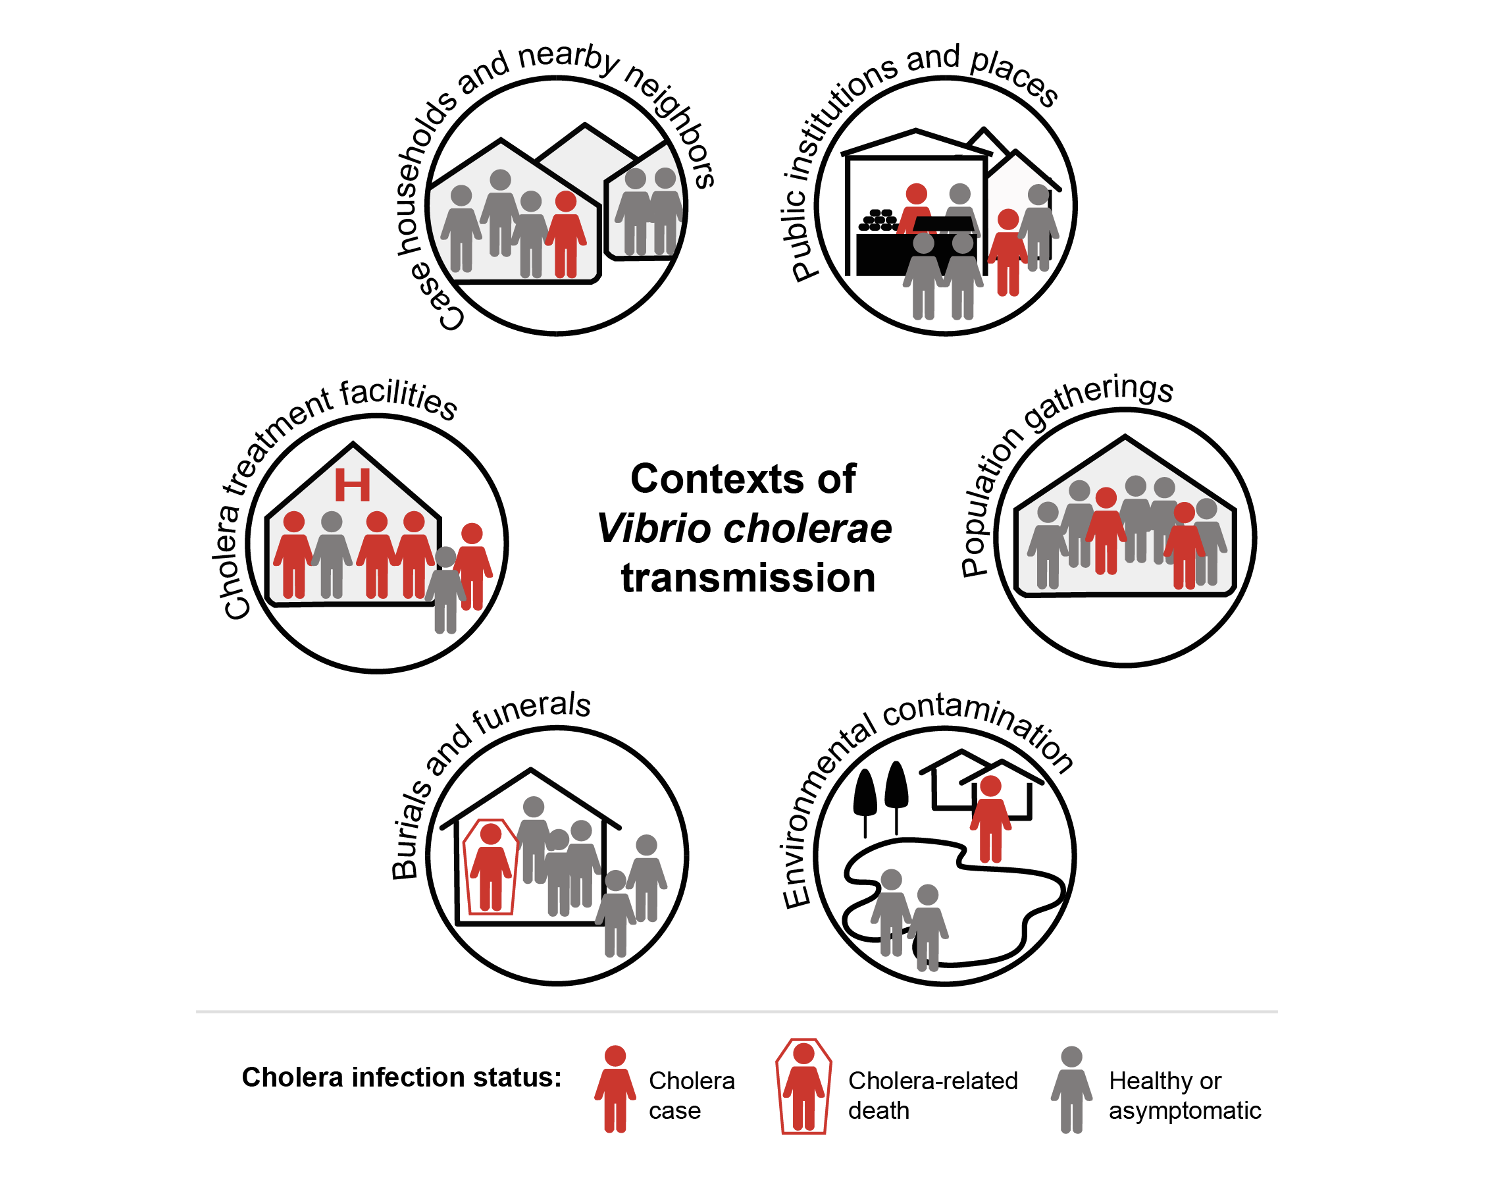 Case households and nearby neighbors
Public institutions and places
Cholera treatment facilities
H
Contexts of
Vibrio cholerae
transmission
Population gatherings
Burials and funerals
Environmental contamination
Cholera infection status:
Cholera
case
Cholera-related
death
Healthy or
asymptomatic